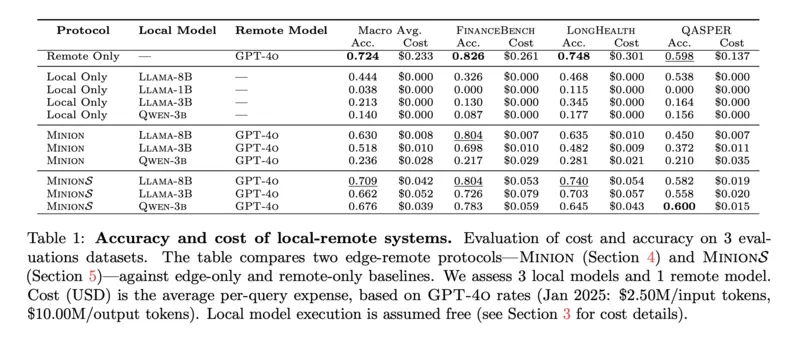 Protocol Local Model Remote Model Macro Avg. FINANCEBENCH LONGHEALTH QASPER
Acc. Cost Acc. Cost Acc. Cost Acc. Cost
Remote Only — GPT-4o 0.724 $0.233 0.826 $0.261 0.748 $0.301 0.598 $0.137
Local Only LLAMA-8B — 0.444 $0.000 0.326 $0.000 0.468 $0.000 0.538 $0.000
Local Only LLAMA-1B — 0.038 $0.000 0.000 $0.000 0.115 $0.000 0.000 $0.000
Local Only LLAMA-3B — 0.213 $0.000 0.130 $0.000 0.345 $0.000 0.164 $0.000
Local Only QWEN-3B — 0.140 $0.000 0.087 $0.000 0.177 $0.000 0.156 $0.000
MINION LLAMA-8B GPT-4o 0.630 $0.008 0.804 $0.007 0.635 $0.010 0.450 $0.007
MINION LLAMA-3B GPT-4o 0.518 $0.010 0.698 $0.010 0.482 $0.009 0.372 $0.011
MINION QWEN-3B GPT-4o 0.236 $0.028 0.217 $0.029 0.281 $0.021 0.210 $0.035
MINIONS LLAMA-8B GPT-4o 0.709 $0.042 0.804 $0.053 0.740 $0.054 0.582 $0.019
MINIONS LLAMA-3B GPT-4o 0.662 $0.052 0.726 $0.079 0.703 $0.057 0.558 $0.020
MINIONS QWEN-3B GPT-4o 0.676 $0.039 0.783 $0.059 0.645 $0.043 0.600 $0.015
Table 1: Accuracy and cost of local-remote systems. Evaluation of cost and accuracy on 3 eval-
uations datasets. The table compares two edge-remote protocols—MINION (Section 4) and MINIONS
(Section 5)—against edge-only and remote-only baselines. We assess 3 local models and 1 remote model.
Cost (USD) is the average per-query expense, based on GPT-4o rates (Jan 2025: $2.50M/input tokens,
$10.00M/output tokens). Local model execution is assumed free (see Section 3 for cost details).